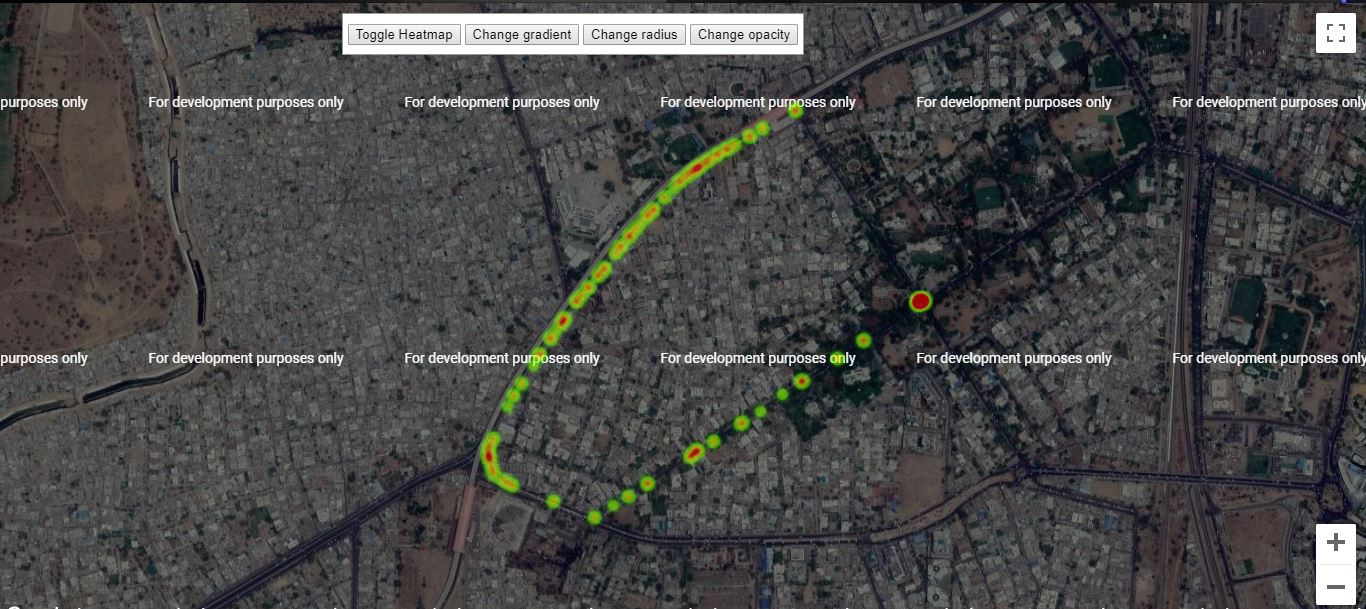 Toggle Heatmap Change gradient Change radius Change opacity
purposes only For development purposes only For development purposes only For development purposes only For development purposes only For development purposes only
purposes only For development purposes only For development purposes only For development purposes only For development purposes only For development purposes only